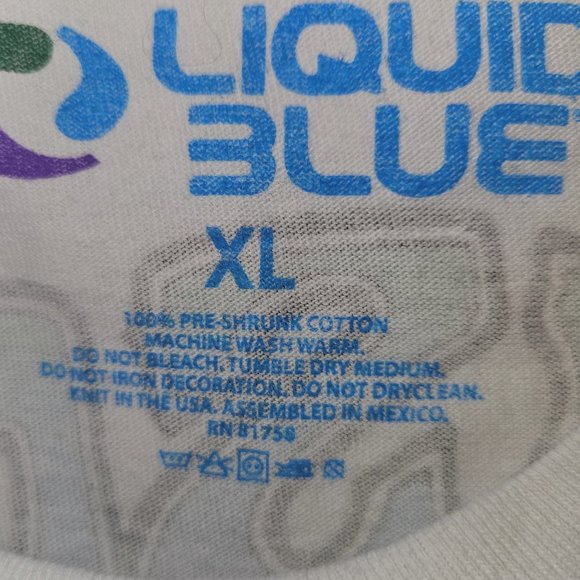 LIQUID
BLUE
XL
100% PRE-SHRUNK COTTON
MACHINE WASH WARM.
DO NOT BLEACH. TUMBLE DRY MEDIUM.
DO NOT IRON DECORATION. DO NOT DRYCLEAN.
KNIT IN THE USA. ASSEMBLED IN MEXICO.
RN 81758